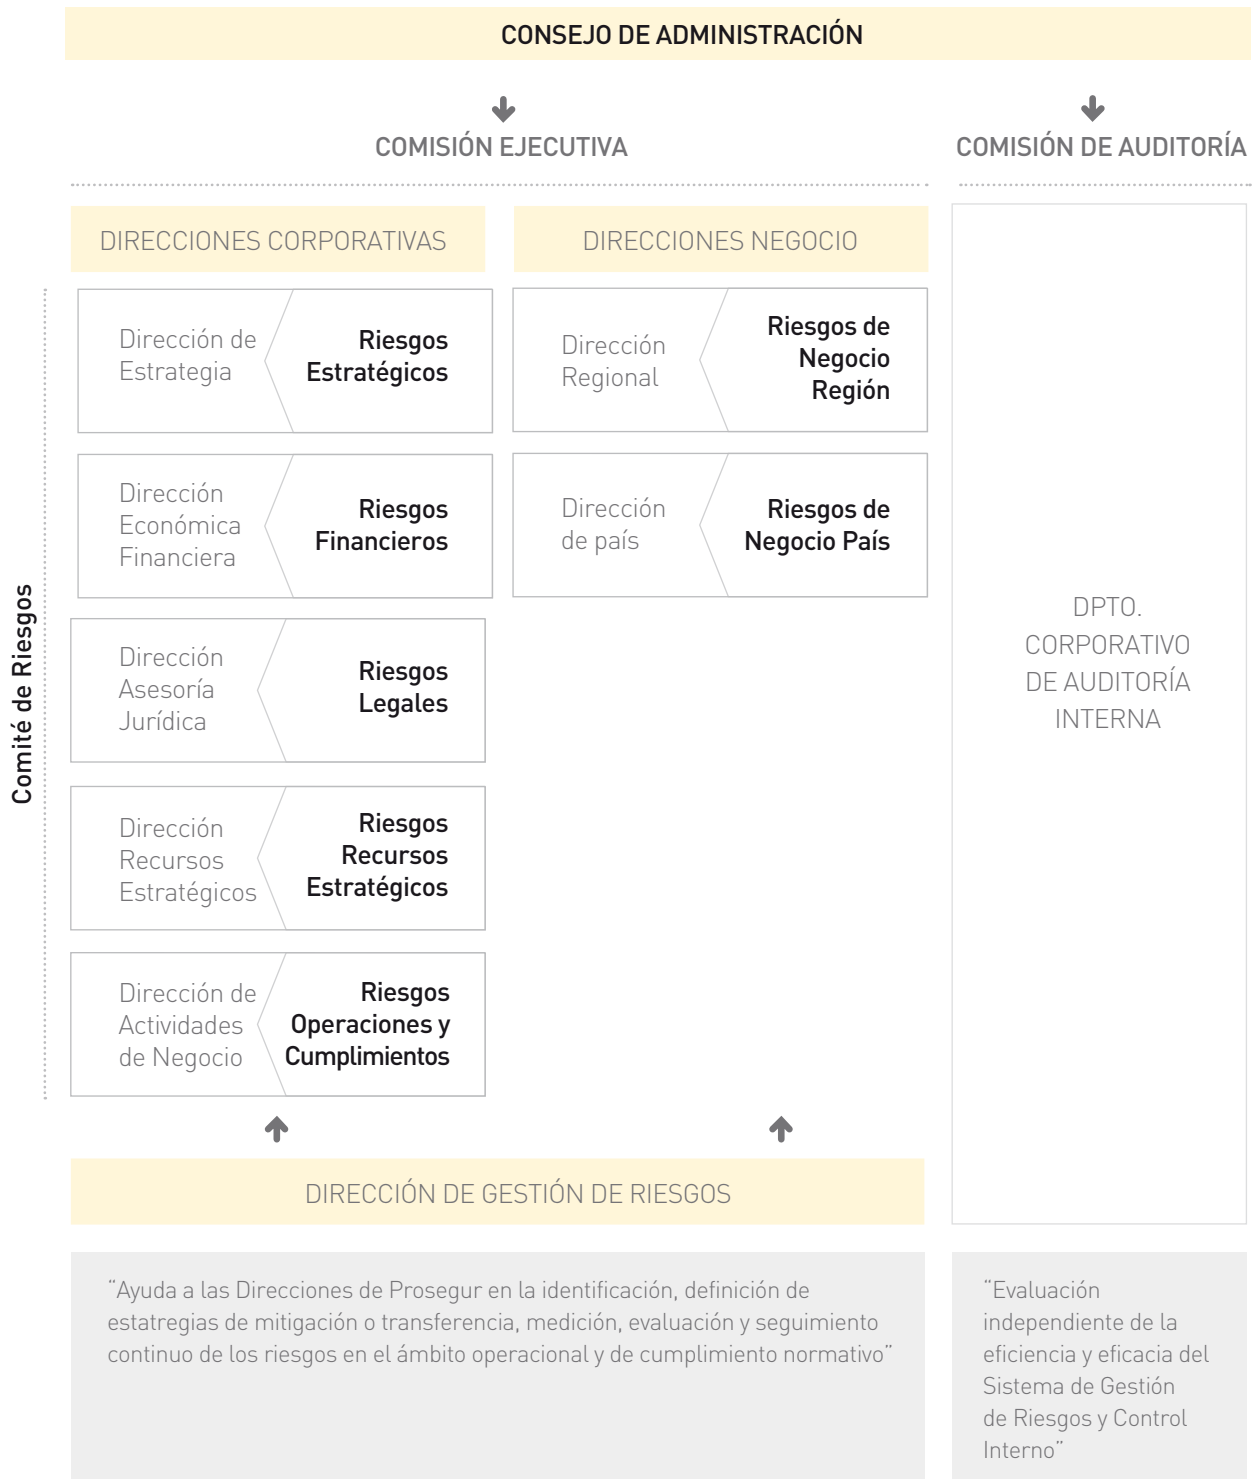 CONSEJO DE ADMINISTRACIÓN
COMISIÓN EJECUTIVA
COMISIÓN DE AUDITORÍA
DIRECCIONES CORPORATIVAS
DIRECCIONES NEGOCIO
Comité de Riesgos
Dirección de
Estrategia
Riesgos
Estratégicos
Dirección
Regional
Riesgos de
Negocio
Región
Dirección
Económica
Financiera
Riesgos
Financieros
Dirección
de país
Riesgos de
Negocio País
Dirección
Asesoría
Jurídica
Riesgos
Legales
Dirección
Recursos
Estratégicos
Riesgos
Recursos
Estratégicos
Dirección de
Actividades
de Negocio
Riesgos
Operaciones y
Cumplimientos
DPTO.
CORPORATIVO
DE AUDITORÍA
INTERNA
DIRECCIÓN DE GESTIÓN DE RIESGOS
“Ayuda a las Direcciones de Prosegur en la identificación, definición de
estatregias de mitigación o transferencia, medición, evaluación y seguimiento
continuo de los riesgos en el ámbito operacional y de cumplimiento normativo”
“Evaluación
independiente de la
eficiencia y eficacia del
Sistema de Gestión
de Riesgos y Control
Interno”